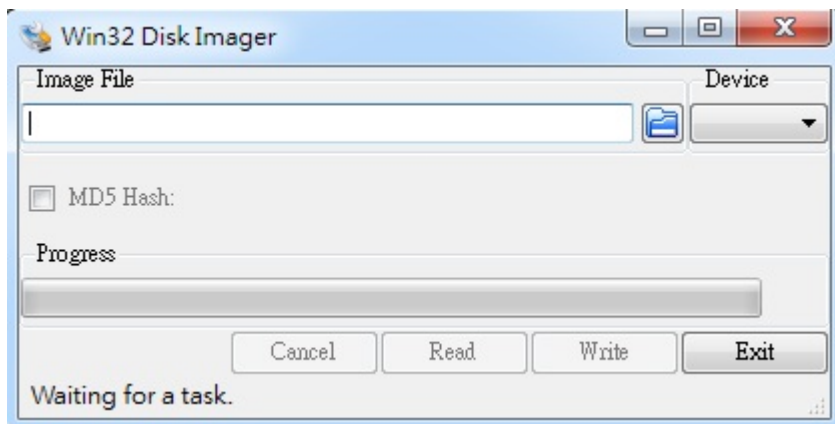 Win32 Disk Imager
Image File
Device
MD5 Hash:
Progress
Cancel Read Write Exit
Waiting for a task.